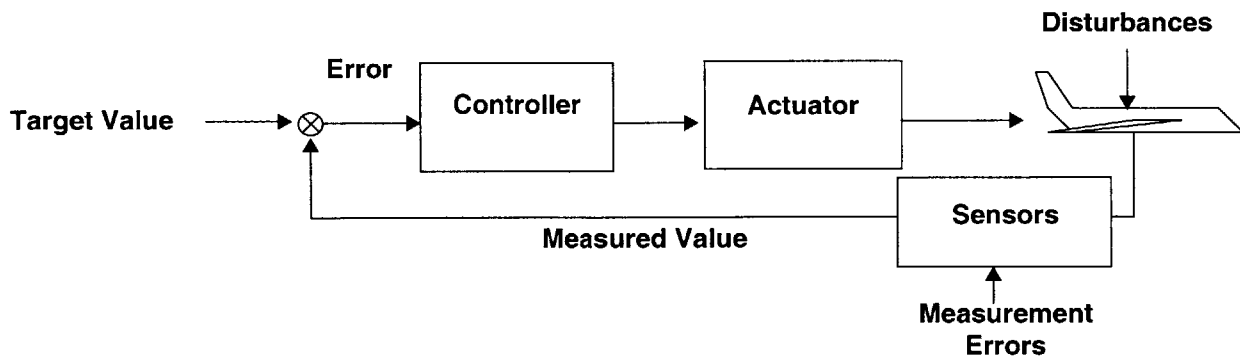 Disturbances
Error
Controller
Actuator
Target Value
Sensors
Measured Value
Measurement
Errors